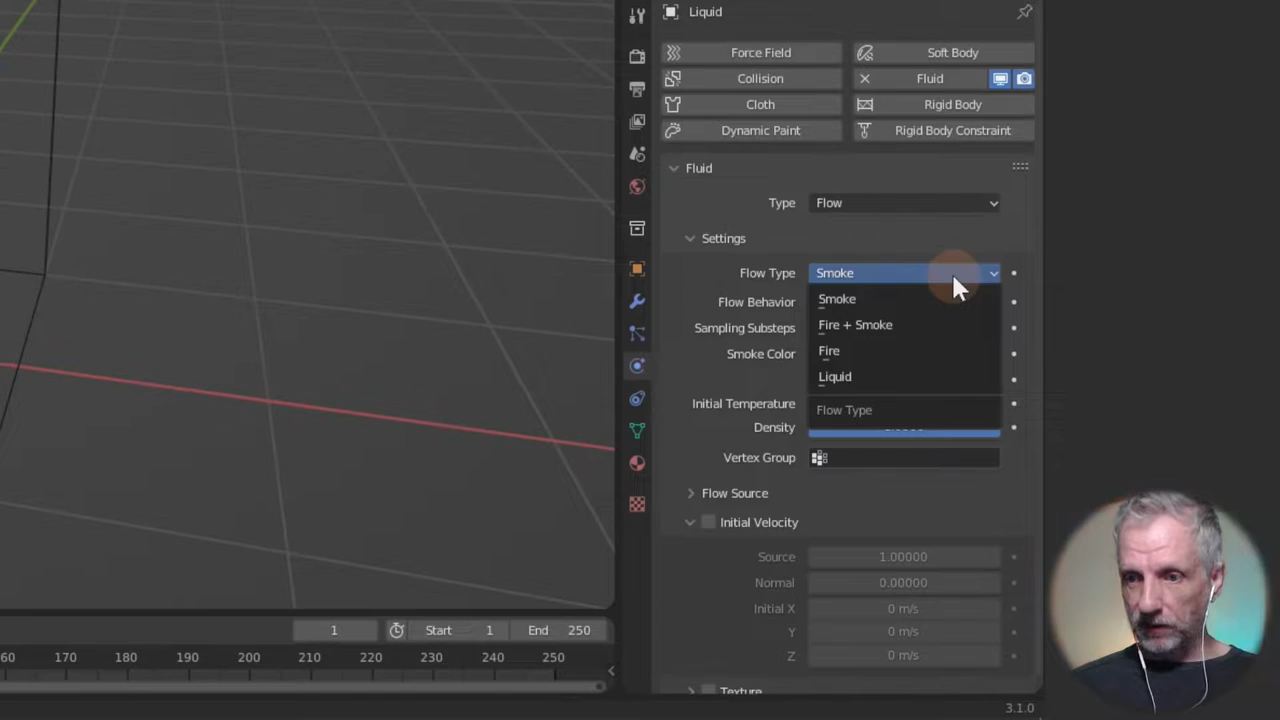 Liquid
Force Field
Soft Body
Collision
Fluid
Cloth
Rigid Body
Dynamic Paint
Rigid Body Constraint
Fluid
Type Flow
Settings
Flow Type Smoke
Smoke
Flow Behavior
Fire + Smoke
Sampling Substeps
Fire
Smoke Color
Liquid
Initial Temperature
Flow Type
Density
Vertex Group
Flow Source
Initial Velocity
Source 1.00000
Normal 0.00000
Initial X 0 m/s
Y 0 m/s
Z 0 m/s
Texture
1 Start 1 End 250
60 170 180 190 200 210 220 230 240 250
3.1.0